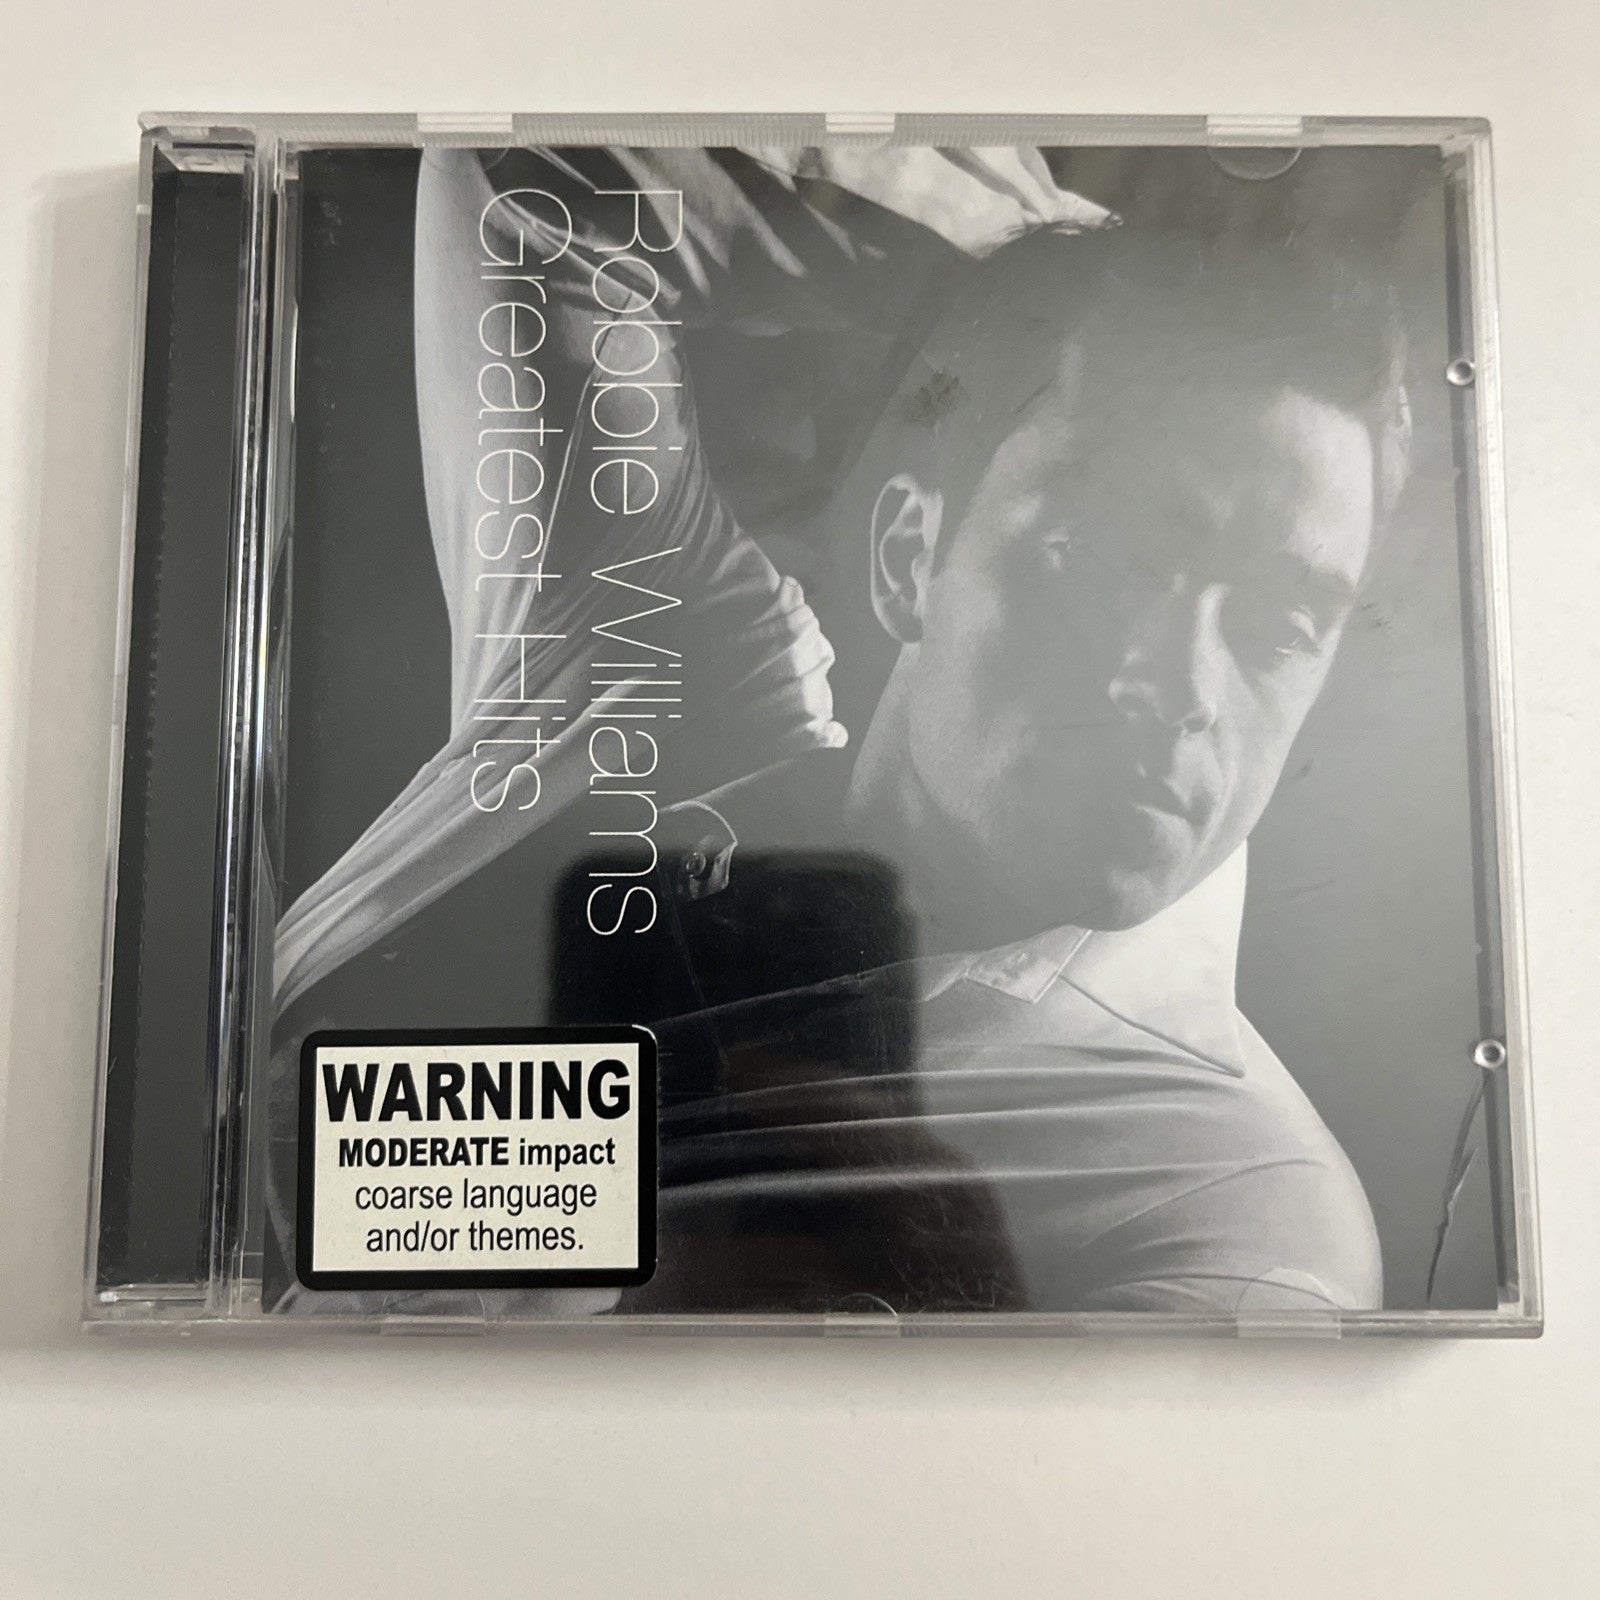 Robbie Williams
Greatest Hits
WARNING
MODERATE impact
coarse language
and/or themes.